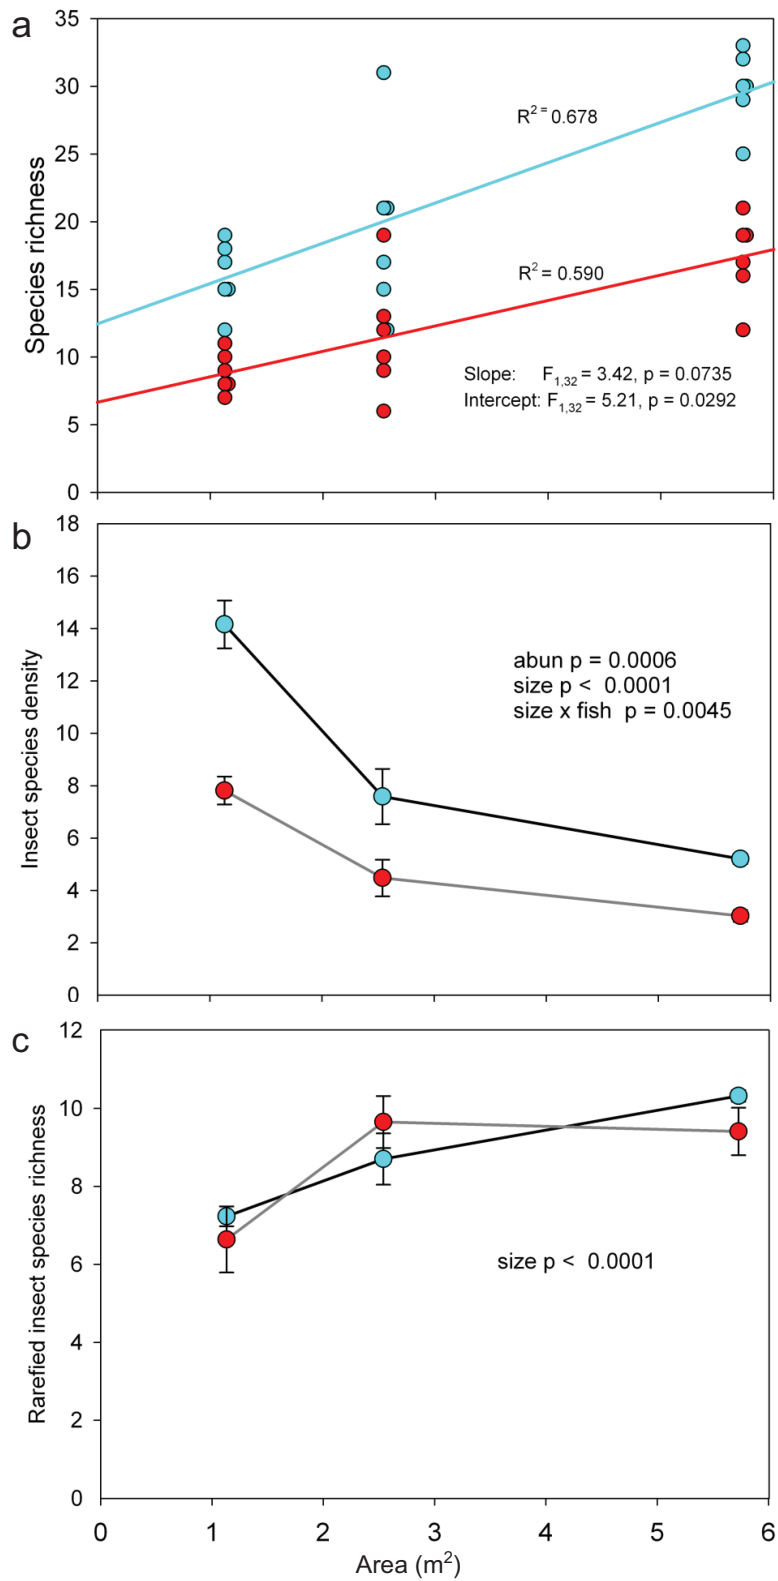 a
Species richness
35
30
25
20
15
10
5
0
R² = 0.678
R² = 0.590
Slope: F₁,₃₂ = 3.42, p = 0.0735
Intercept: F₁,₃₂ = 5.21, p = 0.0292
b
Insect species density
18
16
14
12
10
8
6
4
2
0
abun p = 0.0006
size p < 0.0001
size x fish p = 0.0045
c
Rarefied insect species richness
12
10
8
6
4
2
0
size p < 0.0001
0 1 2 3 4 5 6
Area (m²)